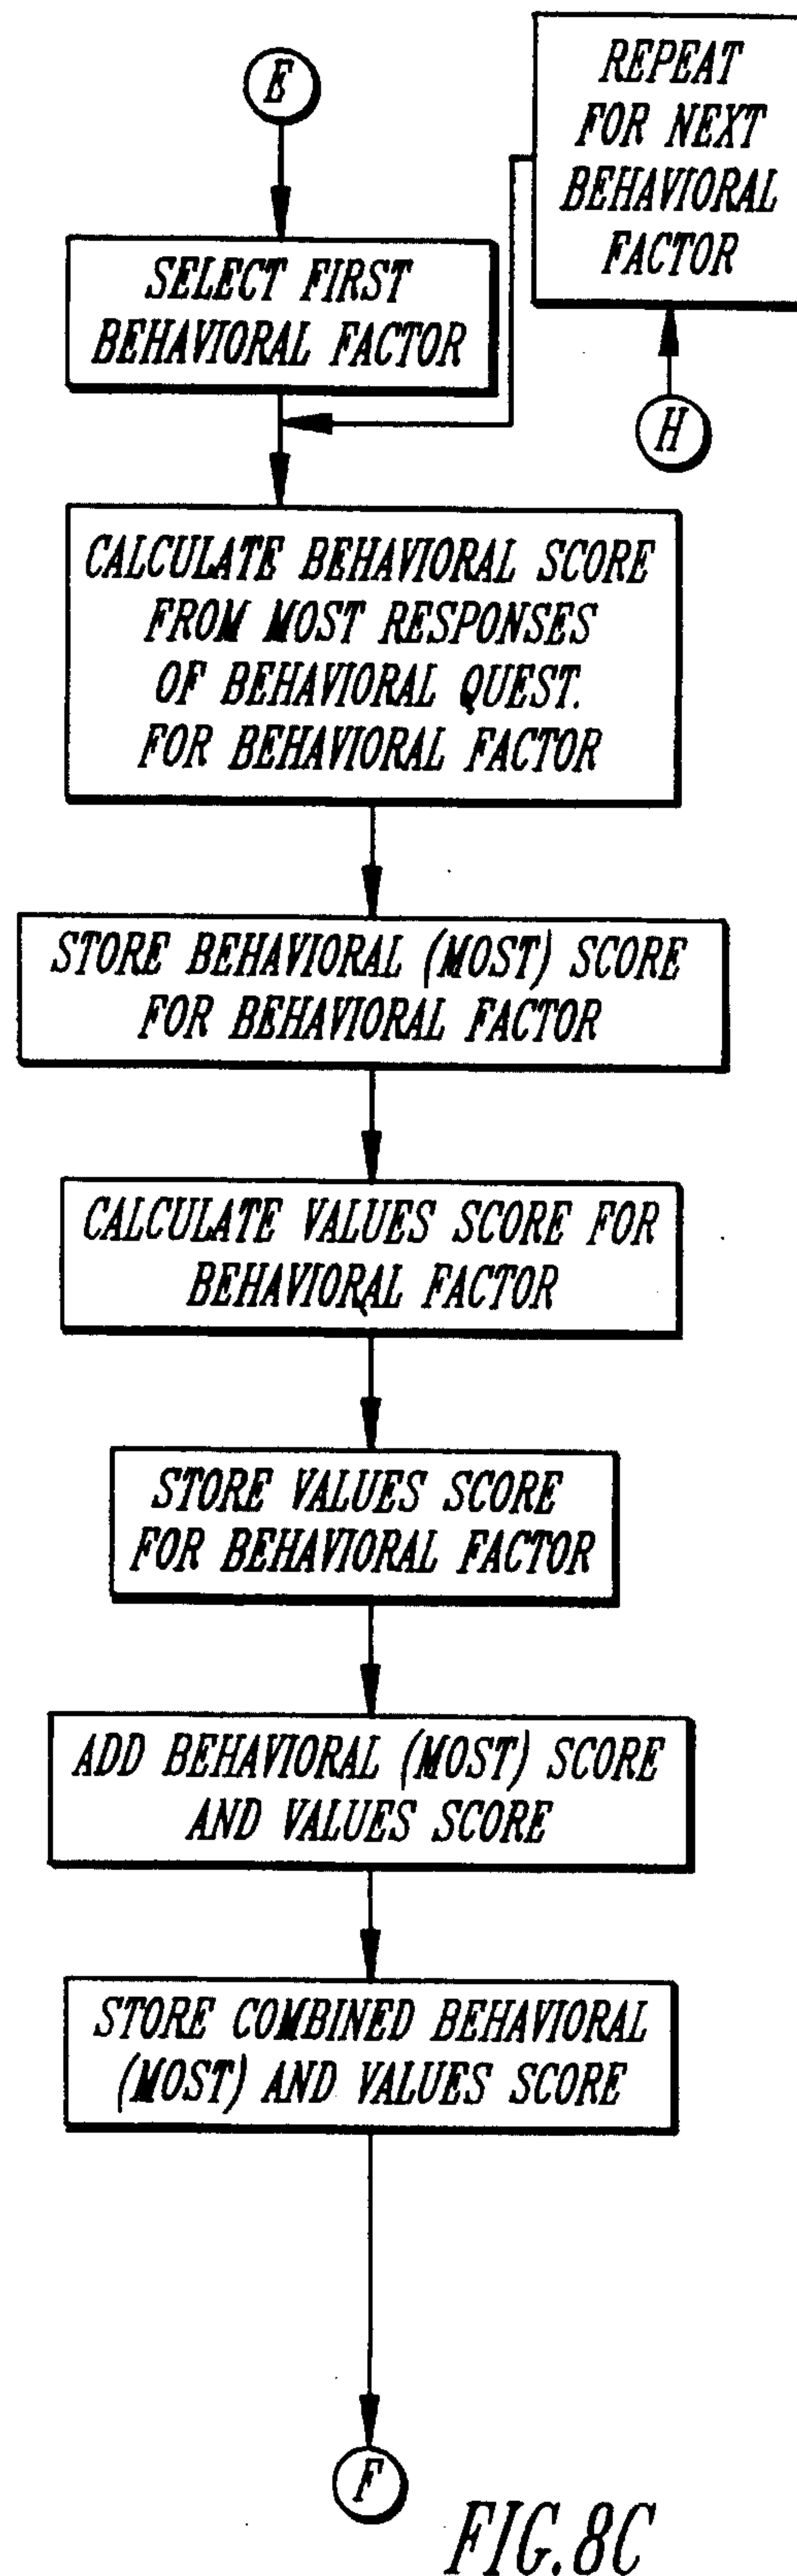 E
REPEAT
FOR NEXT
BEHAVIORAL
FACTOR
SELECT FIRST
BEHAVIORAL FACTOR
H
CALCULATE BEHAVIORAL SCORE
FROM MOST RESPONSES
OF BEHAVIORAL QUEST.
FOR BEHAVIORAL FACTOR
STORE BEHAVIORAL (MOST) SCORE
FOR BEHAVIORAL FACTOR
CALCULATE VALUES SCORE FOR
BEHAVIORAL FACTOR
STORE VALUES SCORE
FOR BEHAVIORAL FACTOR
ADD BEHAVIORAL (MOST) SCORE
AND VALUES SCORE
STORE COMBINED BEHAVIORAL
(MOST) AND VALUES SCORE
F
FIG.8C